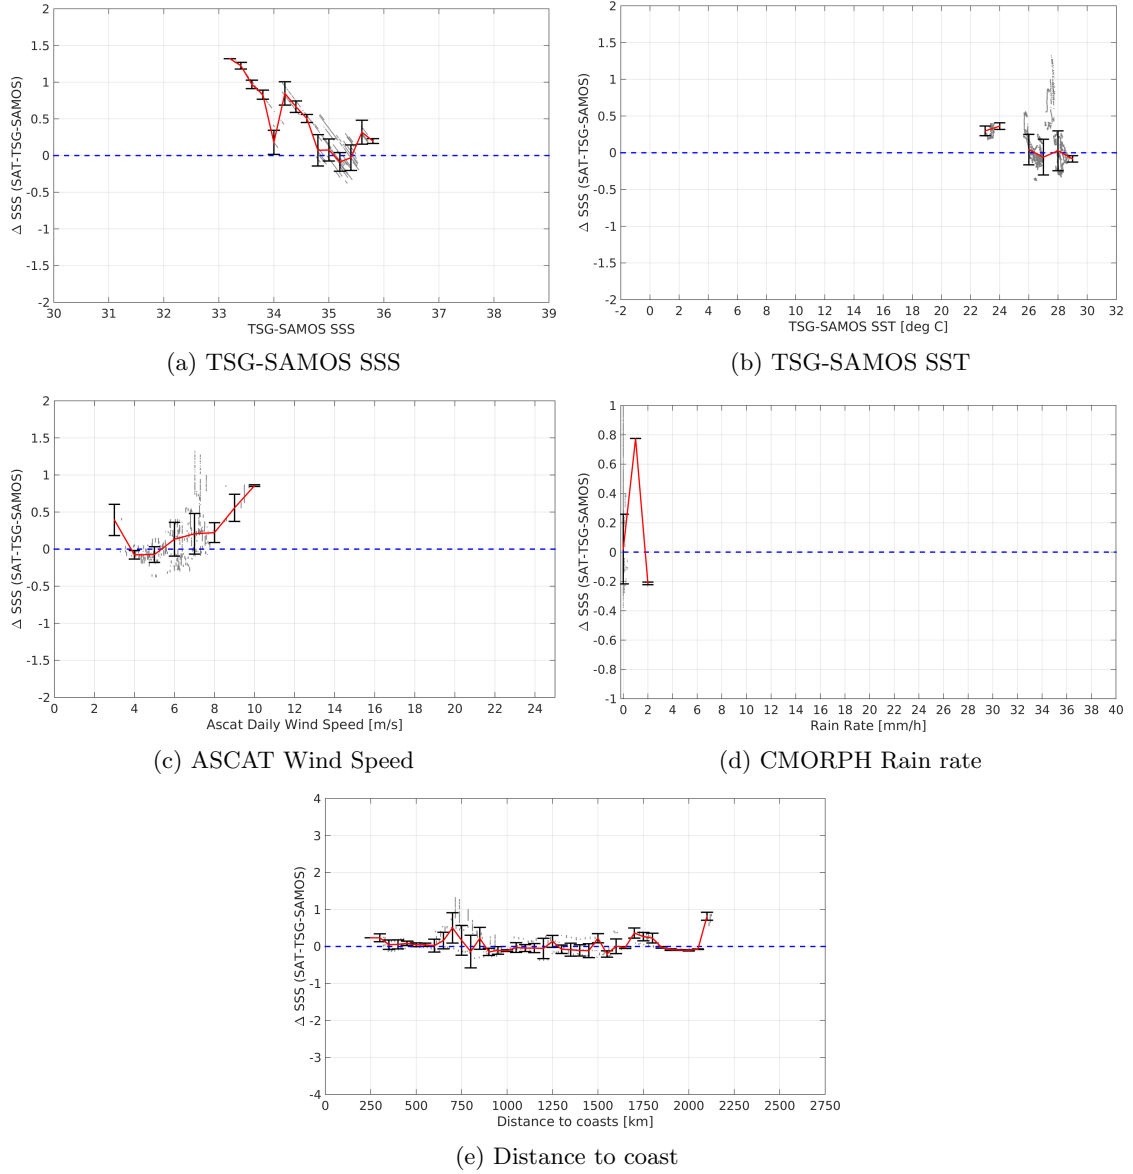 2
1.5
1
0.5
0
-0.5
-1
-1.5
-2
Δ SSS (SAT-TSG-SAMOS)
30 31 32 33 34 35 36 37 38 39
TSG-SAMOS SSS
(a) TSG-SAMOS SSS
2
1.5
1
0.5
0
-0.5
-1
-1.5
-2
Δ SSS (SAT-TSG-SAMOS)
-2 0 2 4 6 8 10 12 14 16 18 20 22 24 26 28 30 32
TSG-SAMOS SST [deg C]
(b) TSG-SAMOS SST
2
1.5
1
0.5
0
-0.5
-1
-1.5
-2
Δ SSS (SAT-TSG-SAMOS)
0 2 4 6 8 10 12 14 16 18 20 22 24
Ascat Daily Wind Speed [m/s]
(c) ASCAT Wind Speed
1
0.8
0.6
0.4
0.2
0
-0.2
-0.4
-0.6
-0.8
-1
Δ SSS (SAT-TSG-SAMOS)
0 2 4 6 8 10 12 14 16 18 20 22 24 26 28 30 32 34 36 38 40
Rain Rate [mm/h]
(d) CMORPH Rain rate
4
3
2
1
0
-1
-2
-3
-4
Δ SSS (SAT-TSG-SAMOS)
0 250 500 750 1000 1250 1500 1750 2000 2250 2500 2750
Distance to coasts [km]
(e) Distance to coast